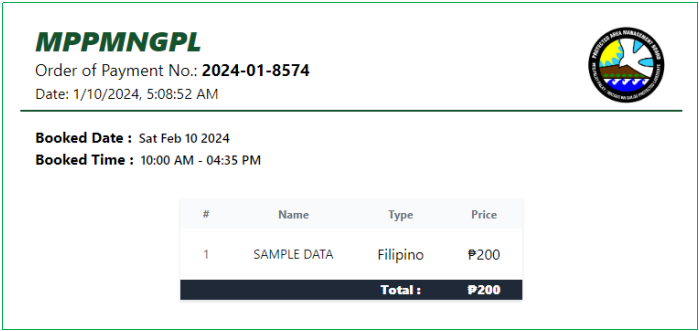 MPPMNGPL
Order of Payment No.: 2024-01-8574
Date: 1/10/2024, 5:08:52 AM
PROTECTED AREA MANAGEMENT BOARD
Booked Date : Sat Feb 10 2024
Booked Time : 10:00 AM - 04:35 PM
# Name Type Price
1 SAMPLE DATA Filipino ₱200
Total : ₱200